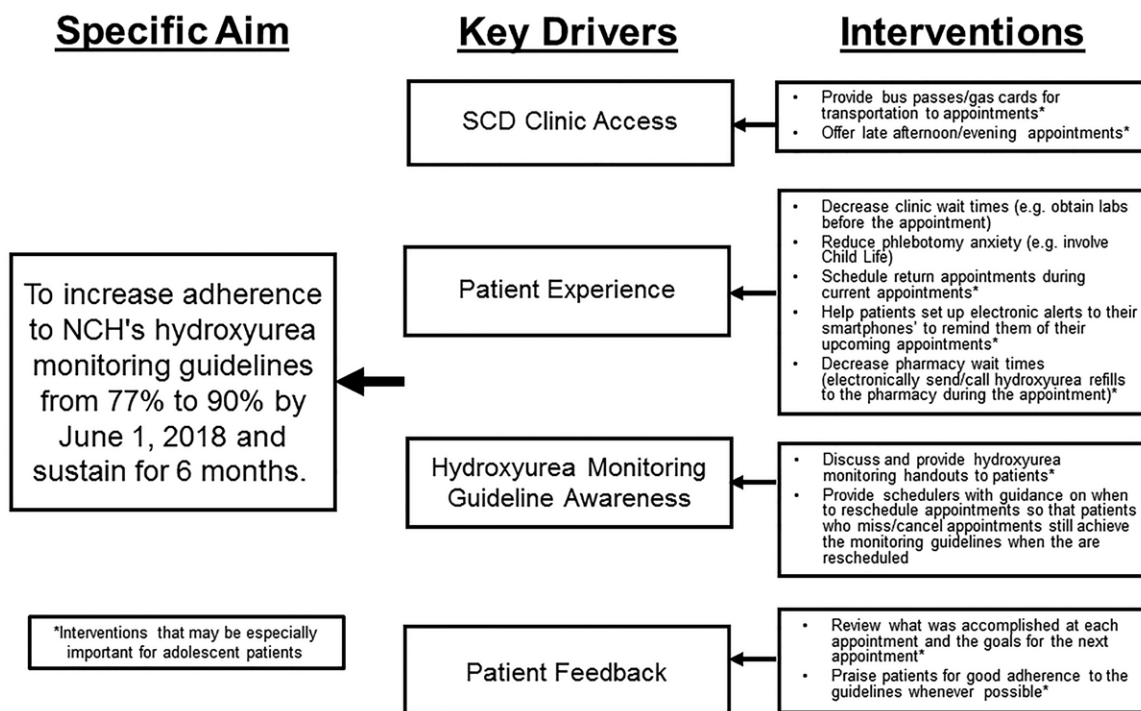 Specific Aim
Key Drivers
Interventions
SCD Clinic Access
• Provide bus passes/gas cards for
transportation to appointments*
• Offer late afternoon/evening appointments*
To increase adherence
to NCH's hydroxyurea
monitoring guidelines
from 77% to 90% by
June 1, 2018 and
sustain for 6 months.
Patient Experience
• Decrease clinic wait times (e.g. obtain labs
before the appointment)
• Reduce phlebotomy anxiety (e.g. involve
Child Life)
• Schedule return appointments during
current appointments*
• Help patients set up electronic alerts to their
smartphones' to remind them of their
upcoming appointments*
• Decrease pharmacy wait times
(electronically send/call hydroxyurea refills
to the pharmacy during the appointment)*
Hydroxyurea Monitoring
Guideline Awareness
• Discuss and provide hydroxyurea
monitoring handouts to patients*
• Provide schedulers with guidance on when
to reschedule appointments so that patients
who miss/cancel appointments still achieve
the monitoring guidelines when the are
rescheduled
*Interventions that may be especially
important for adolescent patients
Patient Feedback
• Review what was accomplished at each
appointment and the goals for the next
appointment*
• Praise patients for good adherence to the
guidelines whenever possible*